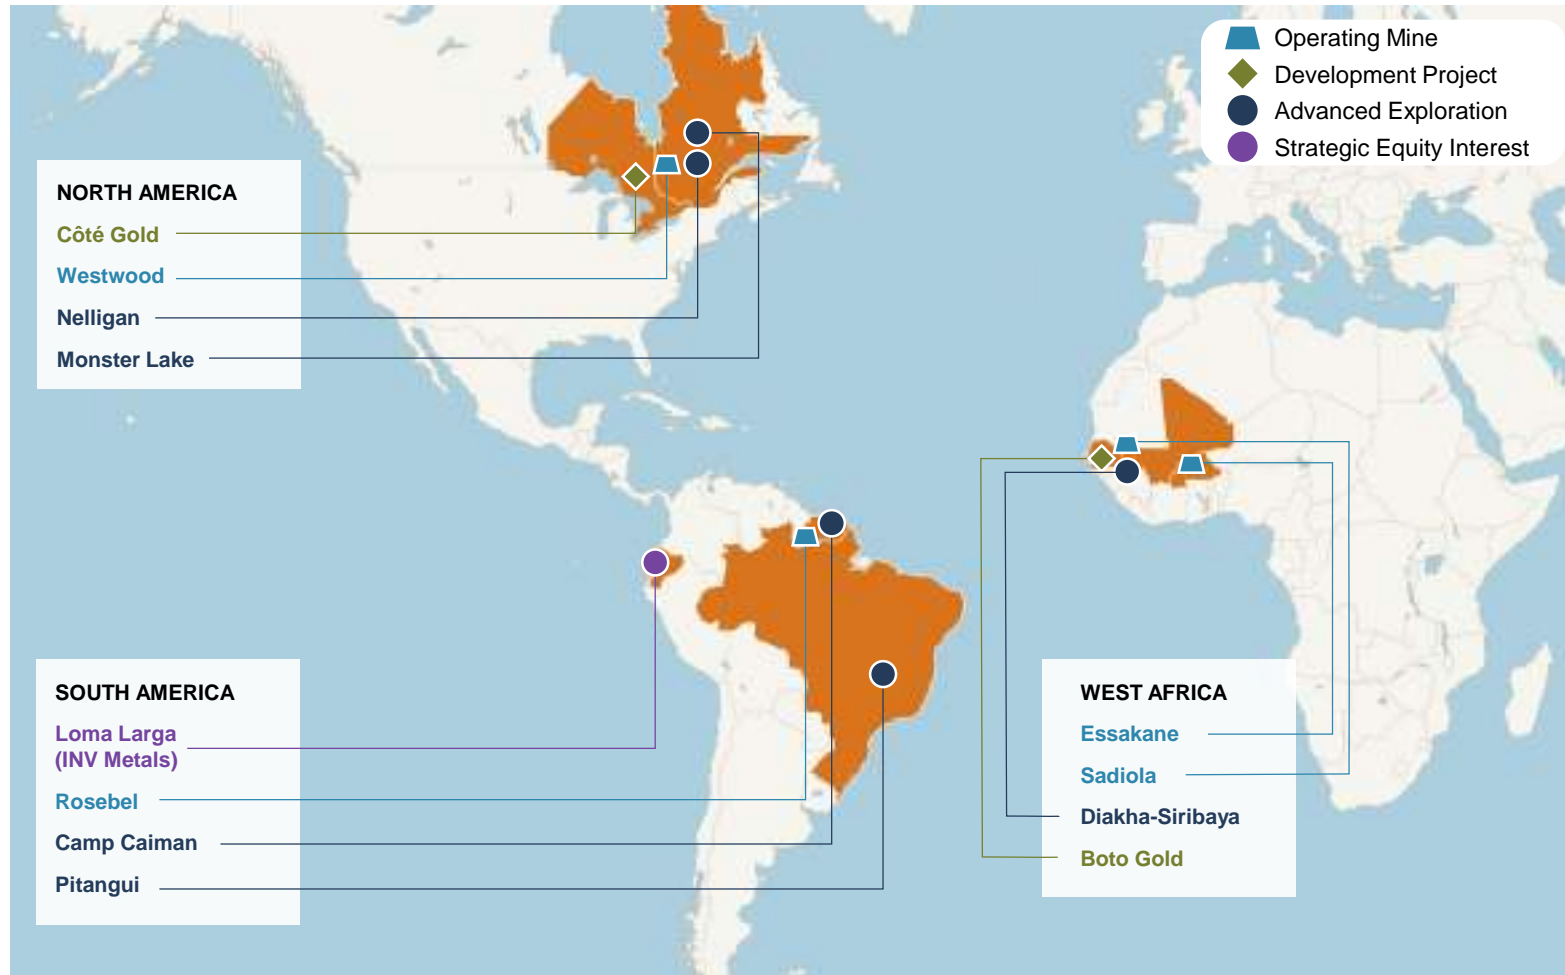 Operating Mine
Development Project
Advanced Exploration
Strategic Equity Interest
NORTH AMERICA
Côté Gold
Westwood
Nelligan
Monster Lake
SOUTH AMERICA
Loma Larga
(INV Metals)
Rosebel
Camp Caiman
Pitangui
WEST AFRICA
Essakane
Sadiola
Diakha-Siribaya
Boto Gold